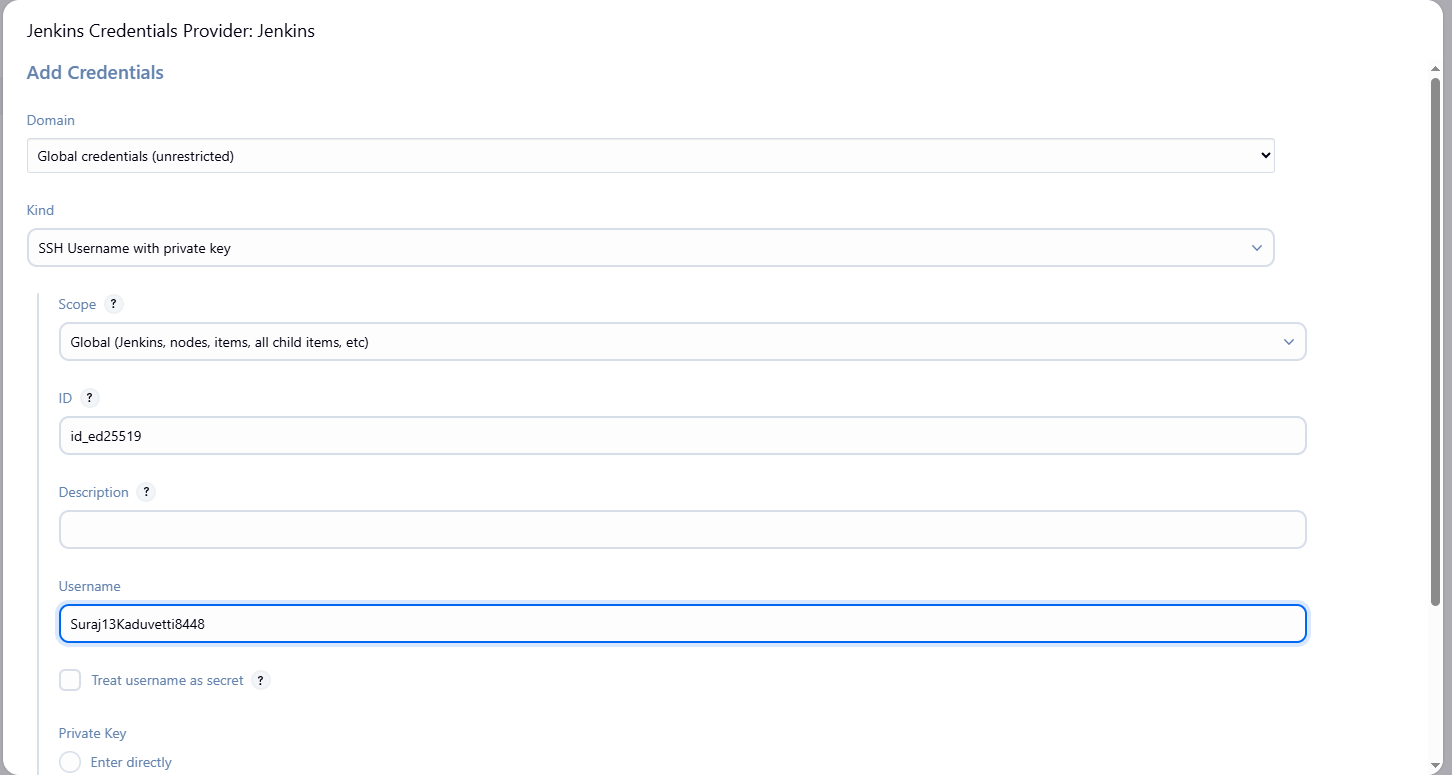 Jenkins Credentials Provider: Jenkins
Add Credentials
Domain
Global credentials (unrestricted)
Kind
SSH Username with private key
Scope ?
Global (Jenkins, nodes, items, all child items, etc)
ID ?
id_ed25519
Description ?
Username
Suraj13Kaduvetti8448
Treat username as secret ?
Private Key
Enter directly